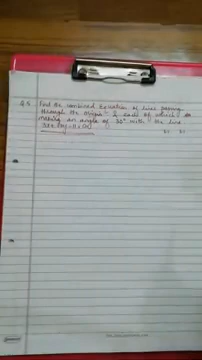 Q5. Find the combined Equation of lines passing
through the origin & each of which is
making an angle of 30° with the line